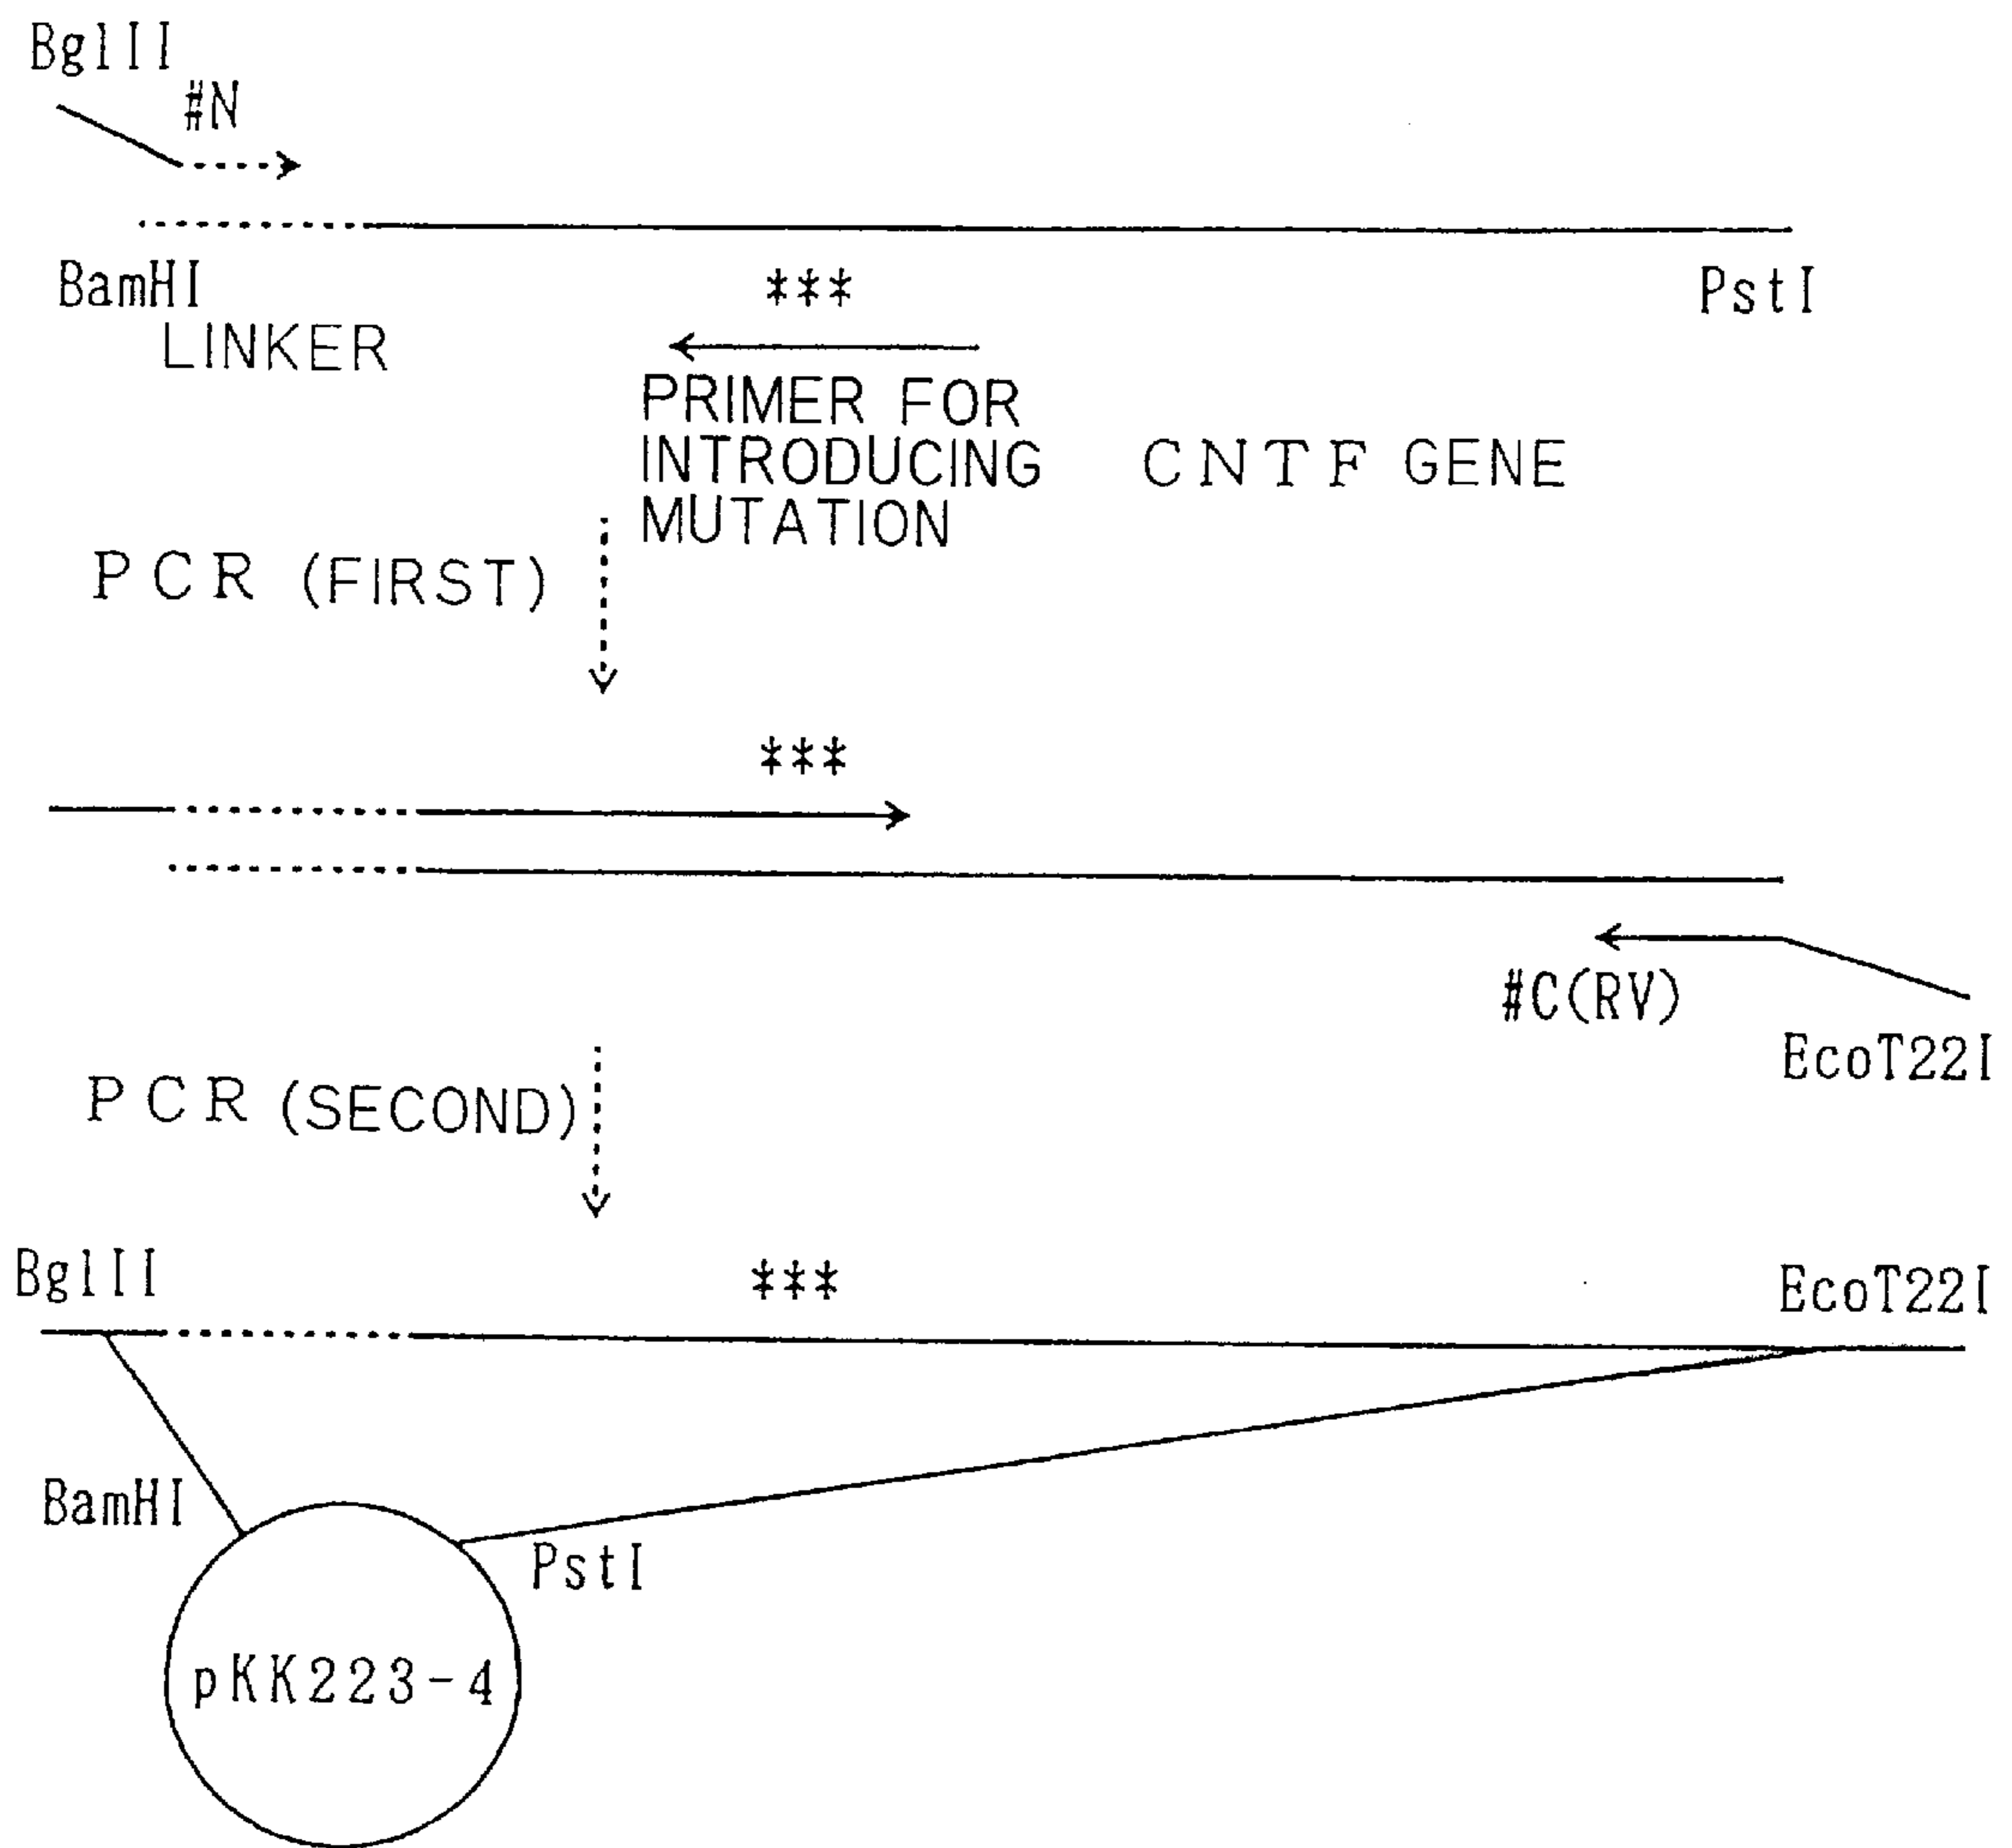 BglII
#N
BamHI
***
PstI
LINKER
PRIMER FOR
INTRODUCING
MUTATION
CNTF GENE
PCR (FIRST)
***
#C(RV)
EcoT22I
PCR (SECOND)
BglII
***
EcoT22I
BamHI
PstI
pKK223-4